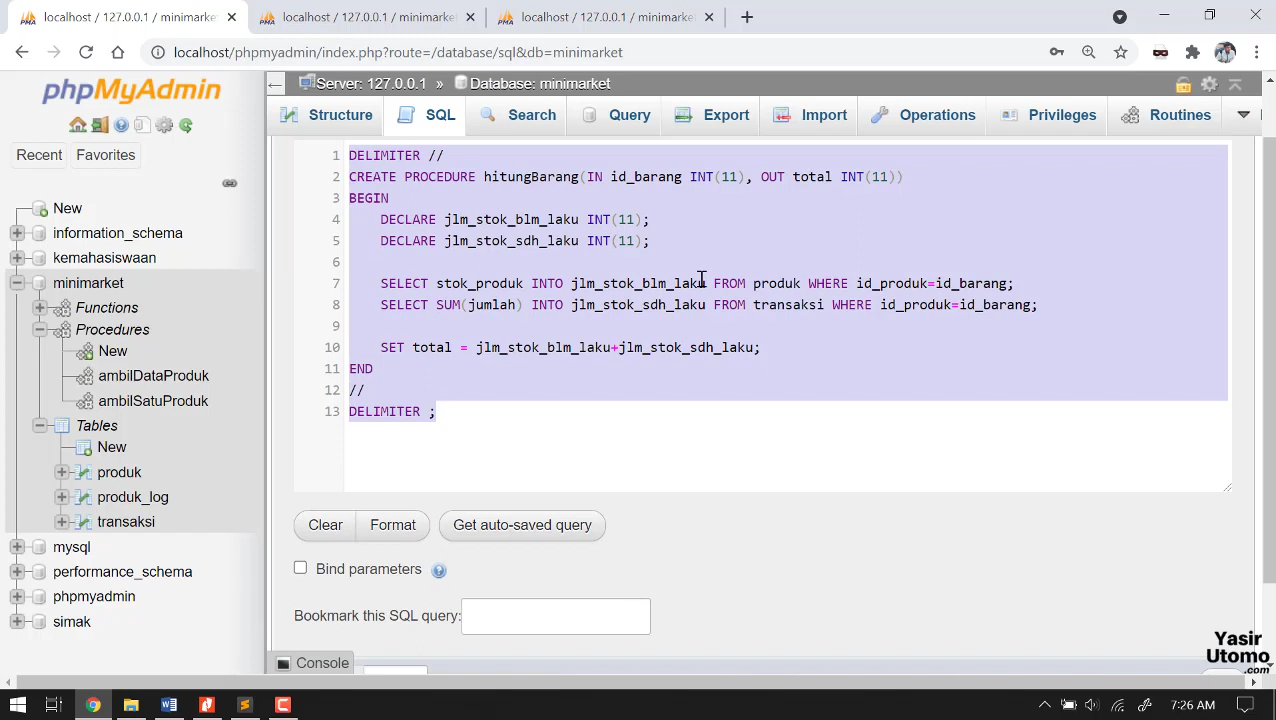 localhost / 127.0.0.1 / minimarke
localhost / 127.0.0.1 / minimarke
localhost / 127.0.0.1 / minimarke
localhost/phpmyadmin/index.php?route=/database/sql&db=minimarket
phpMyAdmin
Recent
Favorites
New
information_schema
kemahasiswaan
minimarket
Functions
Procedures
New
ambilDataProduk
ambilSatuProduk
Tables
New
produk
produk_log
transaksi
mysql
performance_schema
phpmyadmin
simak
Server: 127.0.0.1 » Database: minimarket
Structure
SQL
Search
Query
Export
Import
Operations
Privileges
Routines
1 DELIMITER //
2 CREATE PROCEDURE hitungBarang(IN id_barang INT(11), OUT total INT(11))
3 BEGIN
4 DECLARE jlm_stok_blm_laku INT(11);
5 DECLARE jlm_stok_sdh_laku INT(11);
6
7 SELECT stok_produk INTO jlm_stok_blm_laku FROM produk WHERE id_produk=id_barang;
8 SELECT SUM(jumlah) INTO jlm_stok_sdh_laku FROM transaksi WHERE id_produk=id_barang;
9
10 SET total = jlm_stok_blm_laku+jlm_stok_sdh_laku;
11 END
12 //
13 DELIMITER ;
Clear
Format
Get auto-saved query
Bind parameters
Bookmark this SQL query:
Console
Yasir
Utomo
.com
7:26 AM